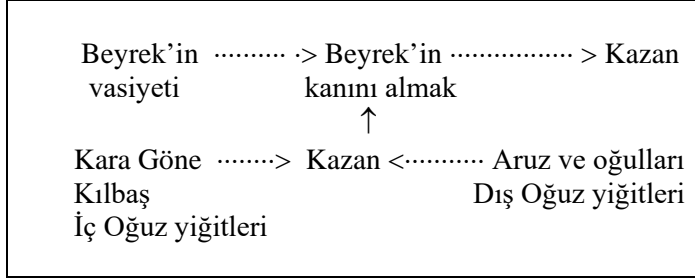 Beyrek’in ·········· ·> Beyrek’in ················· > Kazan
vasiyeti kanını almak
↑
Kara Göne ········> Kazan <··········· Aruz ve oğulları
Kılbaş Dış Oğuz yiğitleri
İç Oğuz yiğitleri